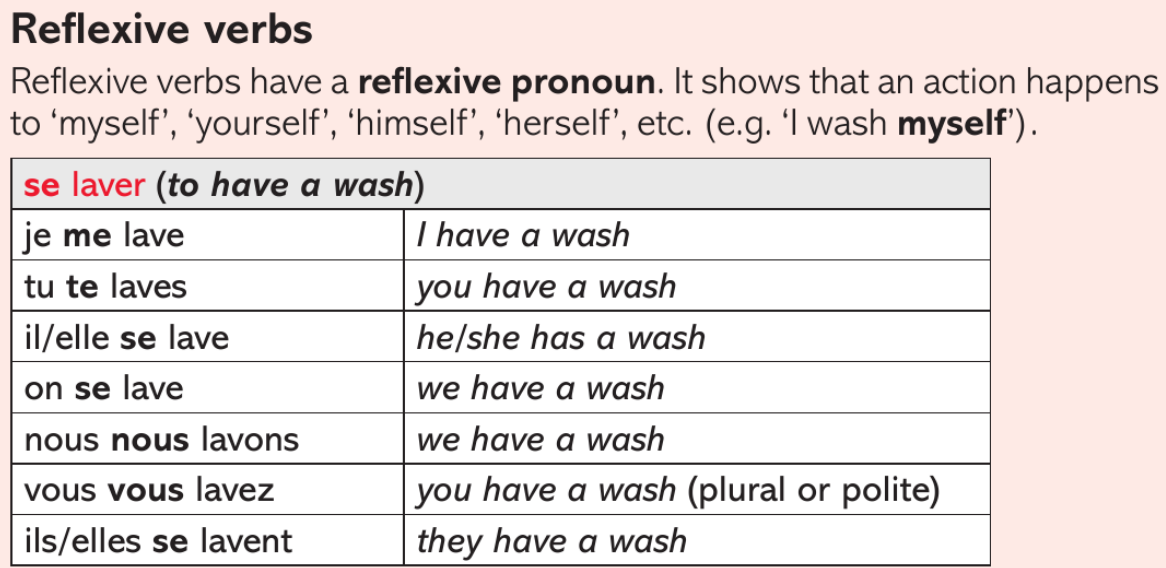 Reflexive verbs
Reflexive verbs have a reflexive pronoun. It shows that an action happens
to ‘myself’, ‘yourself’, ‘himself’, ‘herself’, etc. (e.g. ‘I wash myself’).
se laver (to have a wash)
je me lave I have a wash
tu te laves you have a wash
il/elle se lave he/she has a wash
on se lave we have a wash
nous nous lavons we have a wash
vous vous lavez you have a wash (plural or polite)
ils/elles se lavent they have a wash